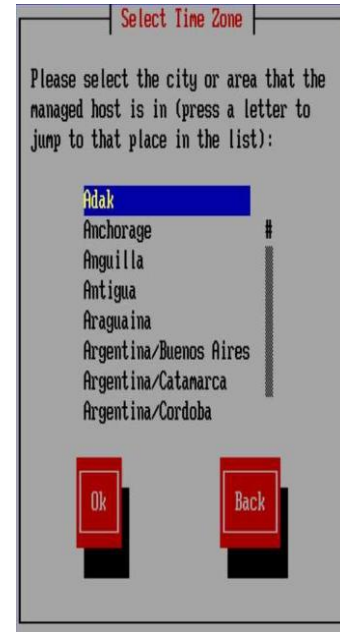 Select Time Zone
Please select the city or area that the
managed host is in (press a letter to
jump to that place in the list):
Adak
Anchorage #
Anguilla
Antigua
Araguaina
Argentina/Buenos Aires
Argentina/Catamarca
Argentina/Cordoba
Ok Back